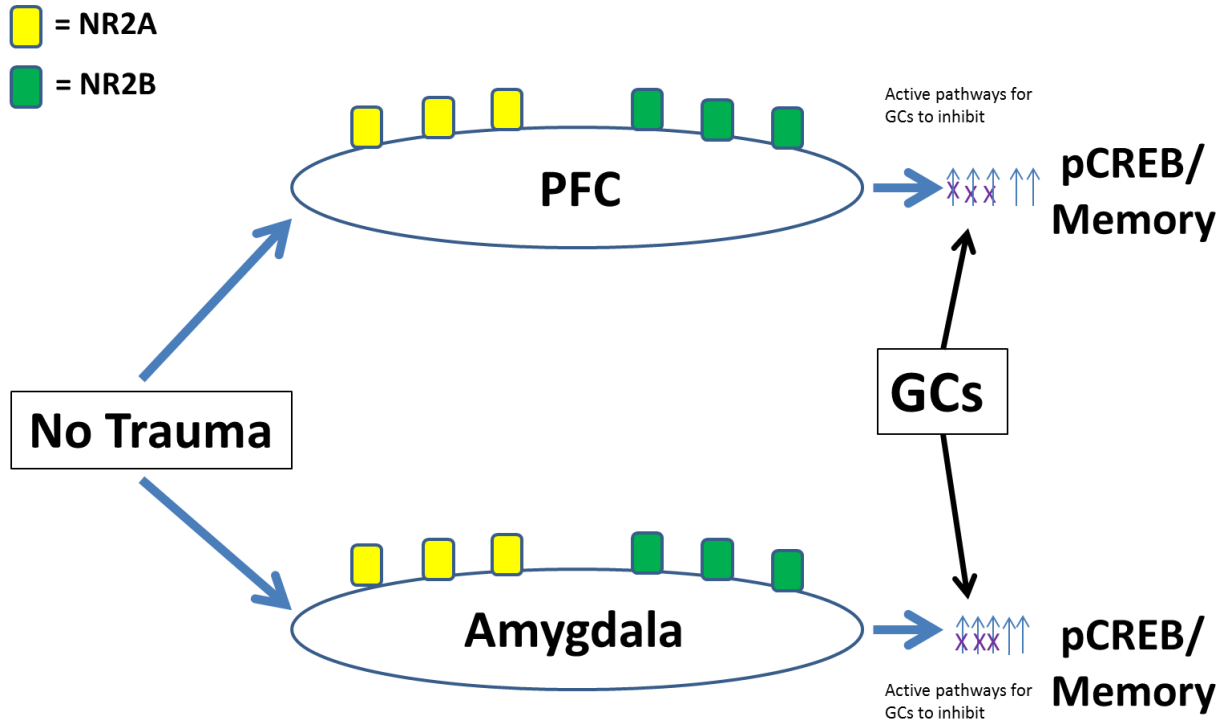 = NR2A
= NR2B
Active pathways for
GCs to inhibit
PFC
pCREB/
Memory
No Trauma
GCs
Amygdala
pCREB/
Memory
Active pathways for
GCs to inhibit